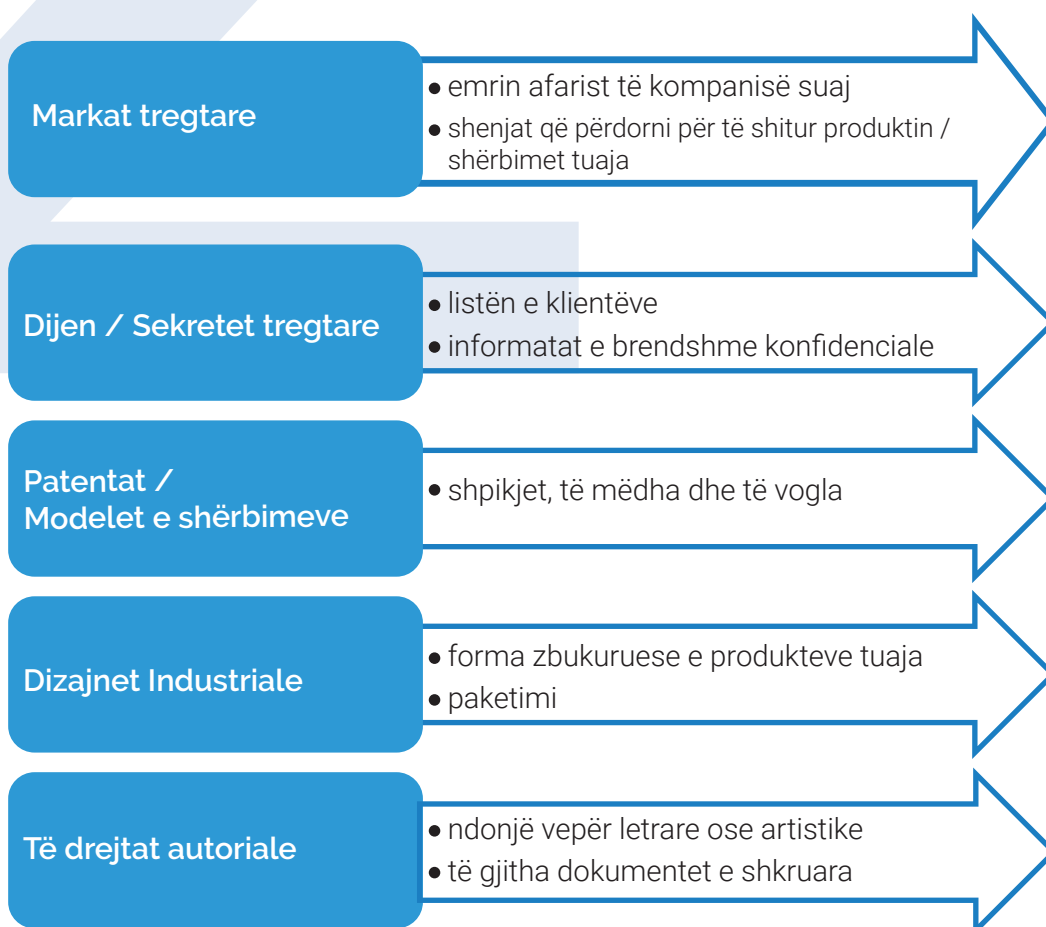 Markat tregtare
• emrin afarist të kompanisë suaj
• shenjat që përdorni për të shitur produktin /
shërbimet tuaja
Dijen / Sekretet tregtare
• listën e klientëve
• informatat e brendshme konfidenciale
Patentat /
Modelet e shërbimeve
• shpikjet, të mëdha dhe të vogla
Dizajnet Industriale
• forma zbukuruese e produkteve tuaja
• paketimi
Të drejtat autoriale
• ndonjë vepër letrare ose artistike
• të gjitha dokumentet e shkruara